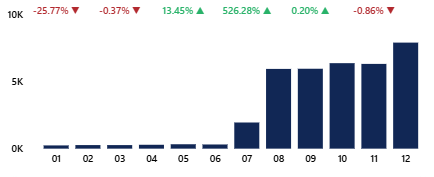 10K -25.77% ▼ -0.37% ▼ 13.45% ▲ 526.28% ▲ 0.20% ▲ -0.86% ▼
5K
0K
01 02 03 04 05 06 07 08 09 10 11 12